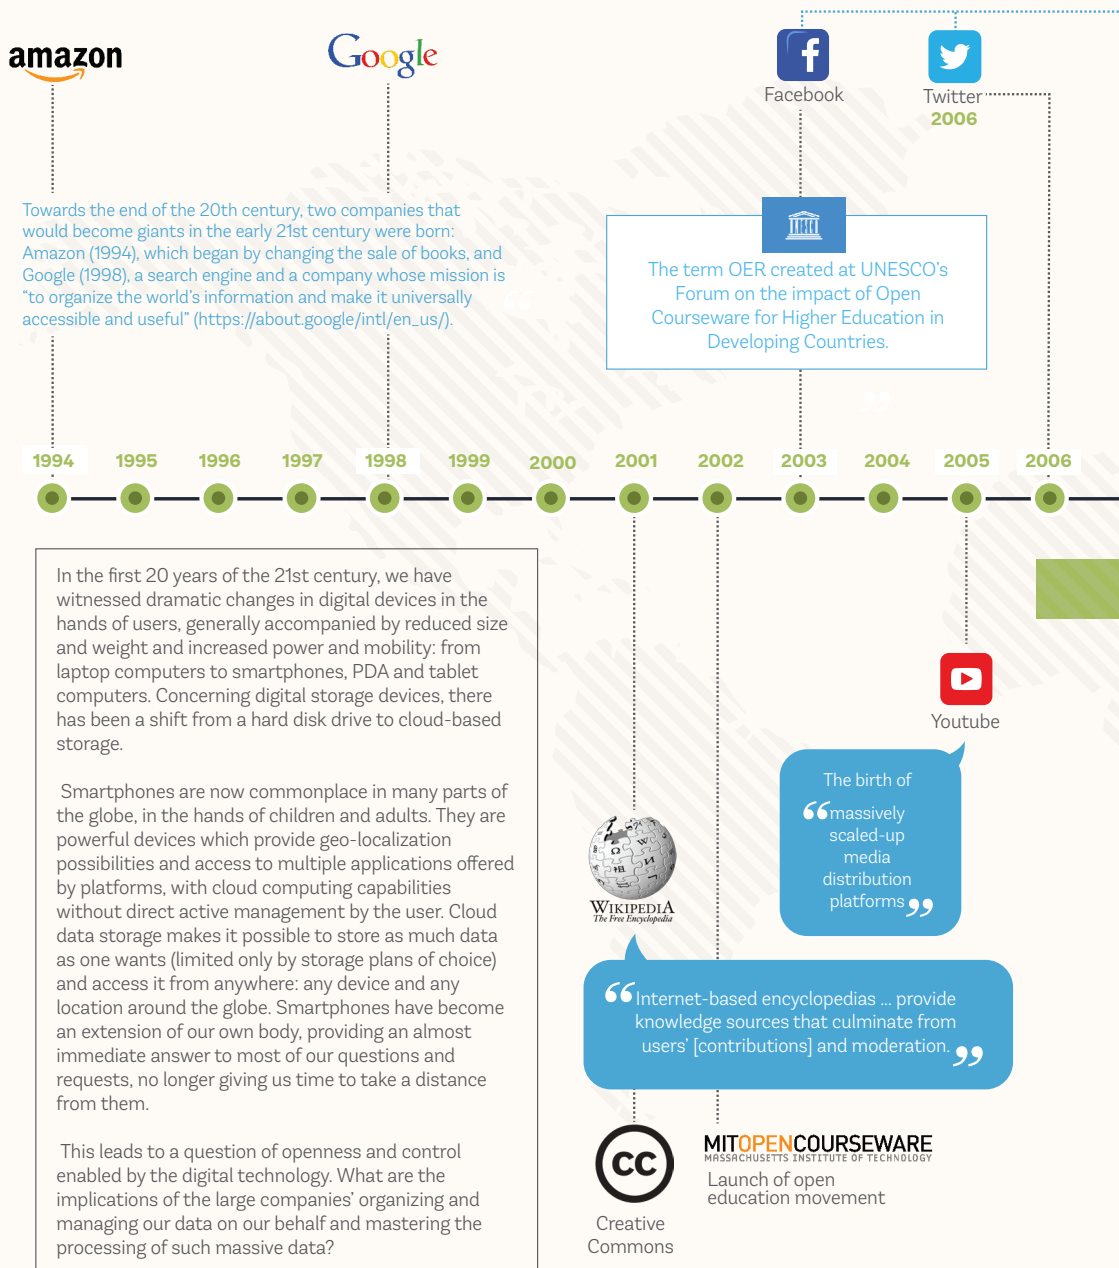 amazon
Google
Facebook
Twitter
2006
Towards the end of the 20th century, two companies that
would become giants in the early 21st century were born:
Amazon (1994), which began by changing the sale of books, and
Google (1998), a search engine and a company whose mission is
“to organize the world’s information and make it universally
accessible and useful” (https://about.google/intl/en_us/).
The term OER created at UNESCO’s
Forum on the impact of Open
Courseware for Higher Education in
Developing Countries.
”
1994 1995 1996 1997 1998 1999 2000 2001 2002 2003 2004 2005 2006
In the first 20 years of the 21st century, we have
witnessed dramatic changes in digital devices in the
hands of users, generally accompanied by reduced size
and weight and increased power and mobility: from
laptop computers to smartphones, PDA and tablet
computers. Concerning digital storage devices, there
has been a shift from a hard disk drive to cloud-based
storage.
Smartphones are now commonplace in many parts of
the globe, in the hands of children and adults. They are
powerful devices which provide geo-localization
possibilities and access to multiple applications offered
by platforms, with cloud computing capabilities
without direct active management by the user. Cloud
data storage makes it possible to store as much data
as one wants (limited only by storage plans of choice)
and access it from anywhere: any device and any
location around the globe. Smartphones have become
an extension of our own body, providing an almost
immediate answer to most of our questions and
requests, no longer giving us time to take a distance
from them.
This leads to a question of openness and control
enabled by the digital technology. What are the
implications of the large companies’ organizing and
managing our data on our behalf and mastering the
processing of such massive data?
Youtube
The birth of
“massively
scaled-up
media
distribution
platforms”
WIKIPEDIA
The Free Encyclopedia
“Internet-based encyclopedias ... provide
knowledge sources that culminate from
users’ [contributions] and moderation.”
cc
Creative
Commons
MITOPENCOURSEWARE
MASSACHUSETTS INSTITUTE OF TECHNOLOGY
Launch of open
education movement